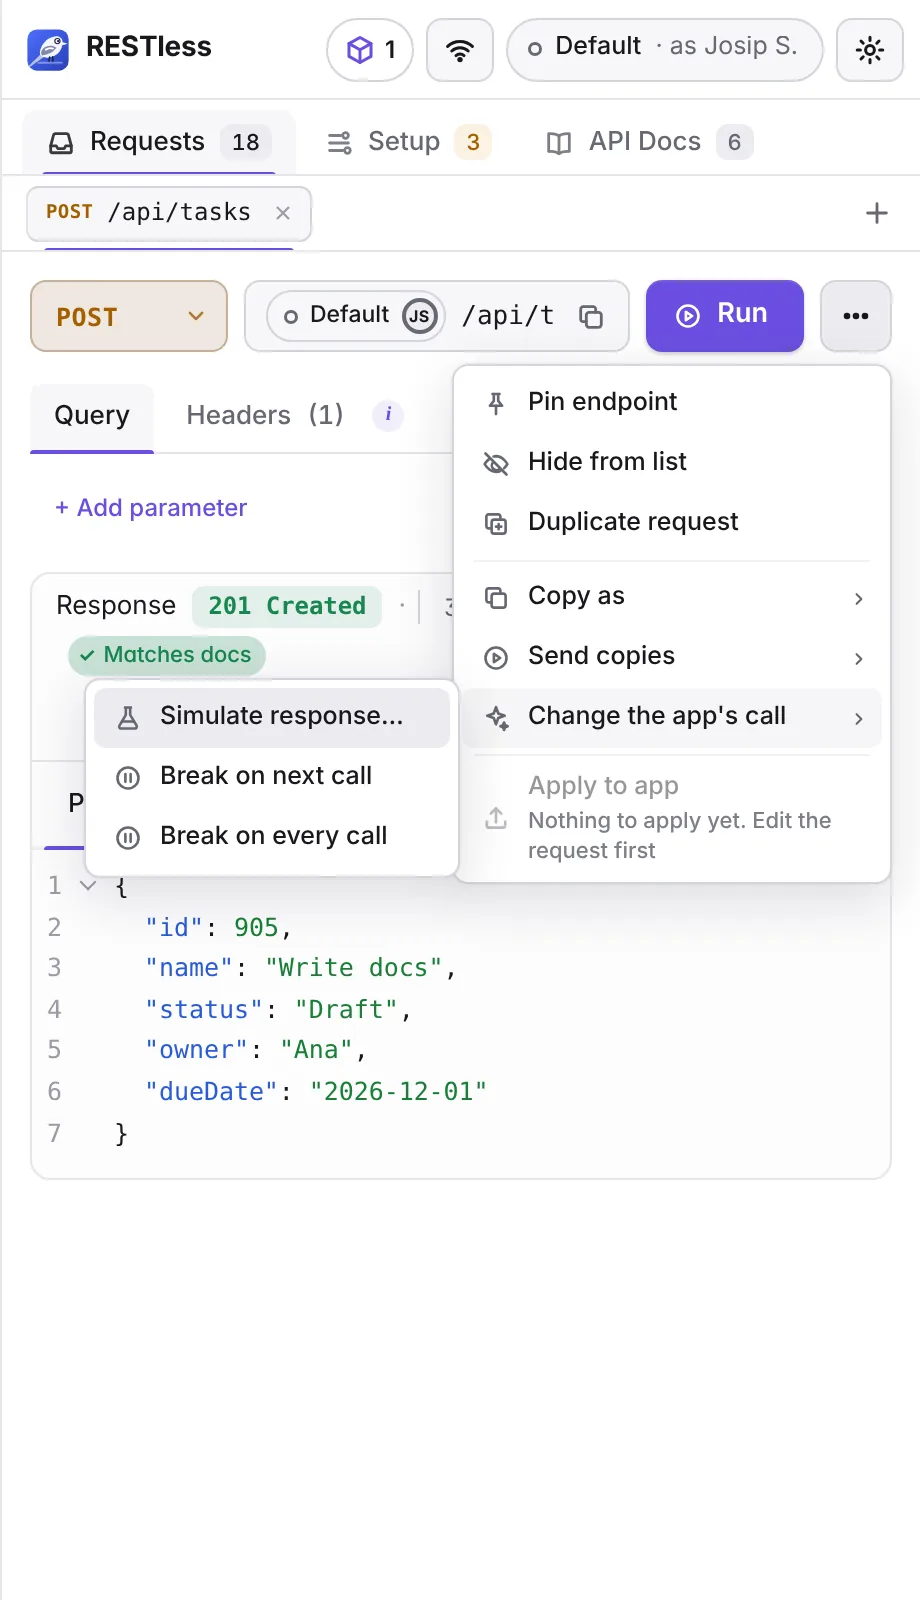 RESTless
1
Default · as Josip S.
Requests 18
Setup 3
API Docs 6
POST /api/tasks
POST
Default JS /api/t
Run
Query
Headers (1) i
+ Add parameter
Pin endpoint
Hide from list
Duplicate request
Copy as
Send copies
Change the app's call
Apply to app
Nothing to apply yet. Edit the
request first
Response 201 Created ·
✓ Matches docs
Simulate response...
Break on next call
Break on every call
P
1 {
2 "id": 905,
3 "name": "Write docs",
4 "status": "Draft",
5 "owner": "Ana",
6 "dueDate": "2026-12-01"
7 }